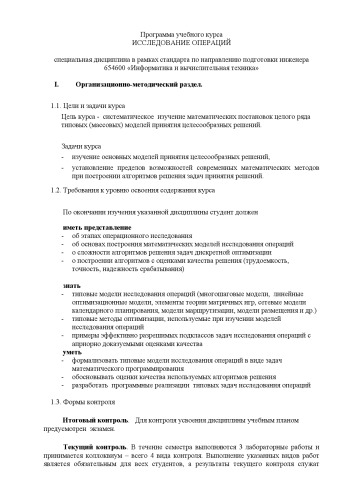 Программа учебного курса
ИССЛЕДОВАНИЕ ОПЕРАЦИЙ
специальная дисциплина в рамках стандарта по направлению подготовки инженера
654600 «Информатика и вычислительная техника»
I. Организационно-методический раздел.
1.1. Цели и задачи курса
Цель курса - систематическое изучение математических постановок целого ряда
типовых (массовых) моделей принятия целесообразных решений.
Задачи курса
- изучение основных моделей принятия целесообразных решений,
- установление пределов возможностей современных математических методов
при построении алгоритмов решения задач принятия решений.
1.2. Требования к уровню освоения содержания курса
По окончании изучения указанной дисциплины студент должен
иметь представление
- об этапах операционного исследования
- об основах построения математических моделей исследования операций
- о сложности алгоритмов решения задач дискретной оптимизации
- о построении алгоритмов с оценками качества решения (трудоемкость,
точность, надежность срабатывания)
знать
- типовые модели исследования операций (многошаговые модели, линейные
оптимизационные модели, элементы теории матричных игр, сетевые модели
календарного планирования, модели маршрутизации, модели размещения и др.)
- типовые методы оптимизации, используемые при изучении моделей
исследования операций
- примеры эффективно разрешимых подклассов задач исследования операций с
априорно доказуемыми оценками качества
уметь
- формализовать типовые модели исследования операций в виде задач
математического программирования
- обосновывать оценки качества используемых алгоритмов решения
- разработать программные реализации типовых задач исследования операций
1.3. Формы контроля
Итоговый контроль. Для контроля усвоения дисциплины учебным планом
предусмотрен экзамен.
Текущий контроль. В течение семестра выполняются 3 лабораторные работы и
принимается коллоквиум – всего 4 вида контроля. Выполнение указанных видов работ
является обязательным для всех студентов, а результаты текущего контроля служат